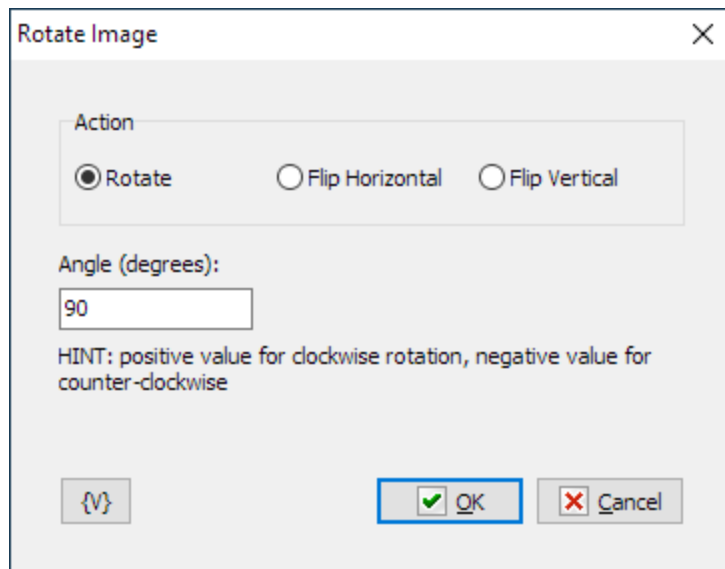 Rotate Image
Action
Rotate Flip Horizontal Flip Vertical
Angle (degrees):
90
HINT: positive value for clockwise rotation, negative value for
counter-clockwise
{V} OK Cancel